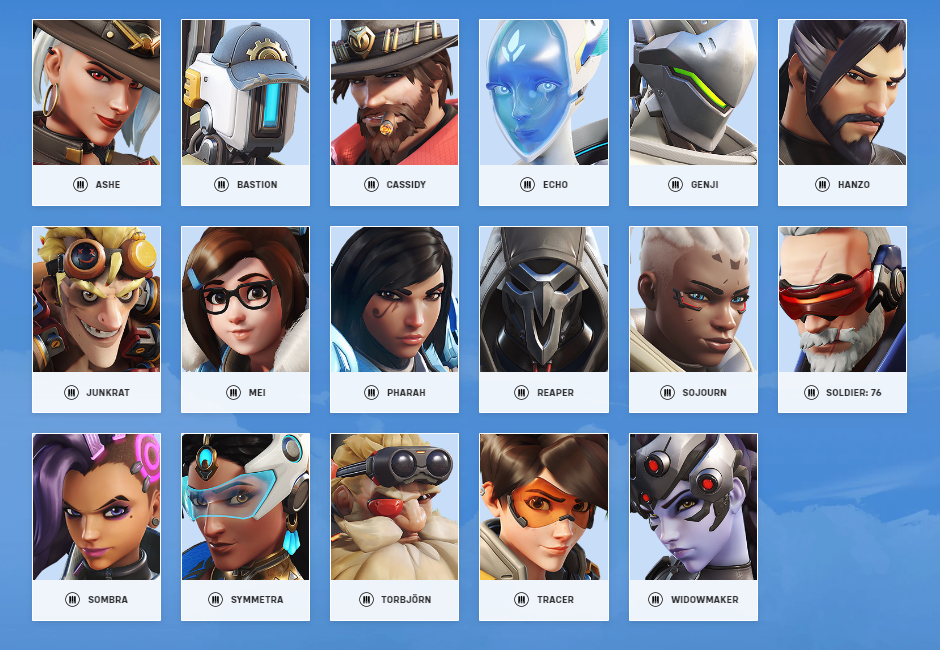 ASHE
BASTION
CASSIDY
ECHO
GENJI
HANZO
JUNKRAT
MEI
PHARAH
REAPER
SOJOURN
SOLDIER: 76
SOMBRA
SYMMETRA
TORBJÖRN
TRACER
WIDOWMAKER